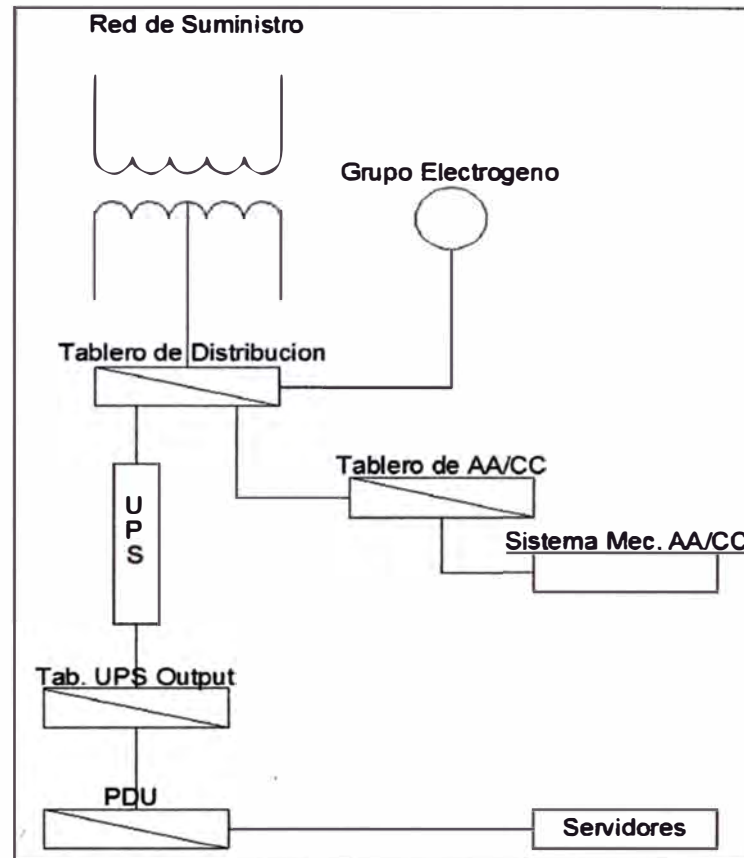 Red de Suministro
Grupo Electrogeno
Tablero de Distribucion
Tablero de AA/CC
U
P
S
Sistema Mec. AA/CC
Tab. UPS Output
PDU
Servidores